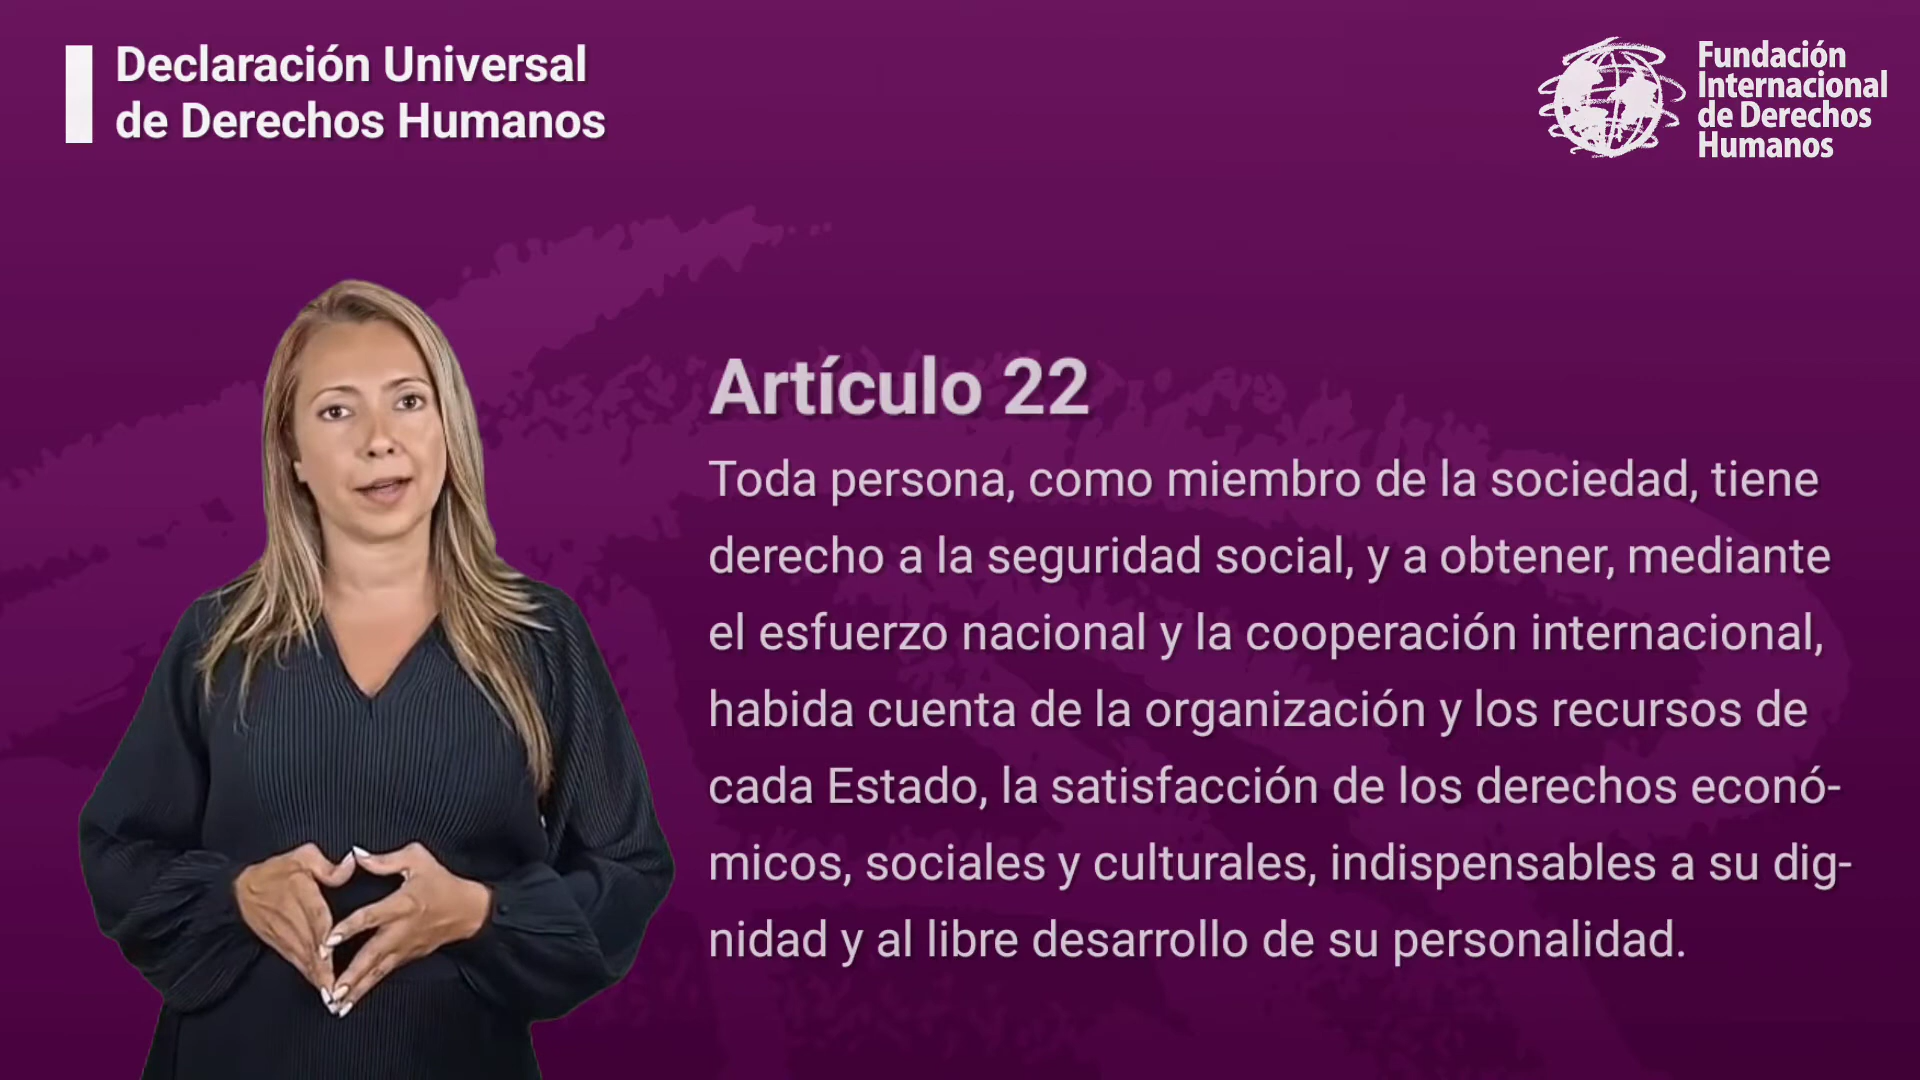 Declaración Universal
de Derechos Humanos
Fundación
Internacional
de Derechos
Humanos
Artículo 22
Toda persona, como miembro de la sociedad, tiene
derecho a la seguridad social, y a obtener, mediante
el esfuerzo nacional y la cooperación internacional,
habida cuenta de la organización y los recursos de
cada Estado, la satisfacción de los derechos econó-
micos, sociales y culturales, indispensables a su dig-
nidad y al libre desarrollo de su personalidad.